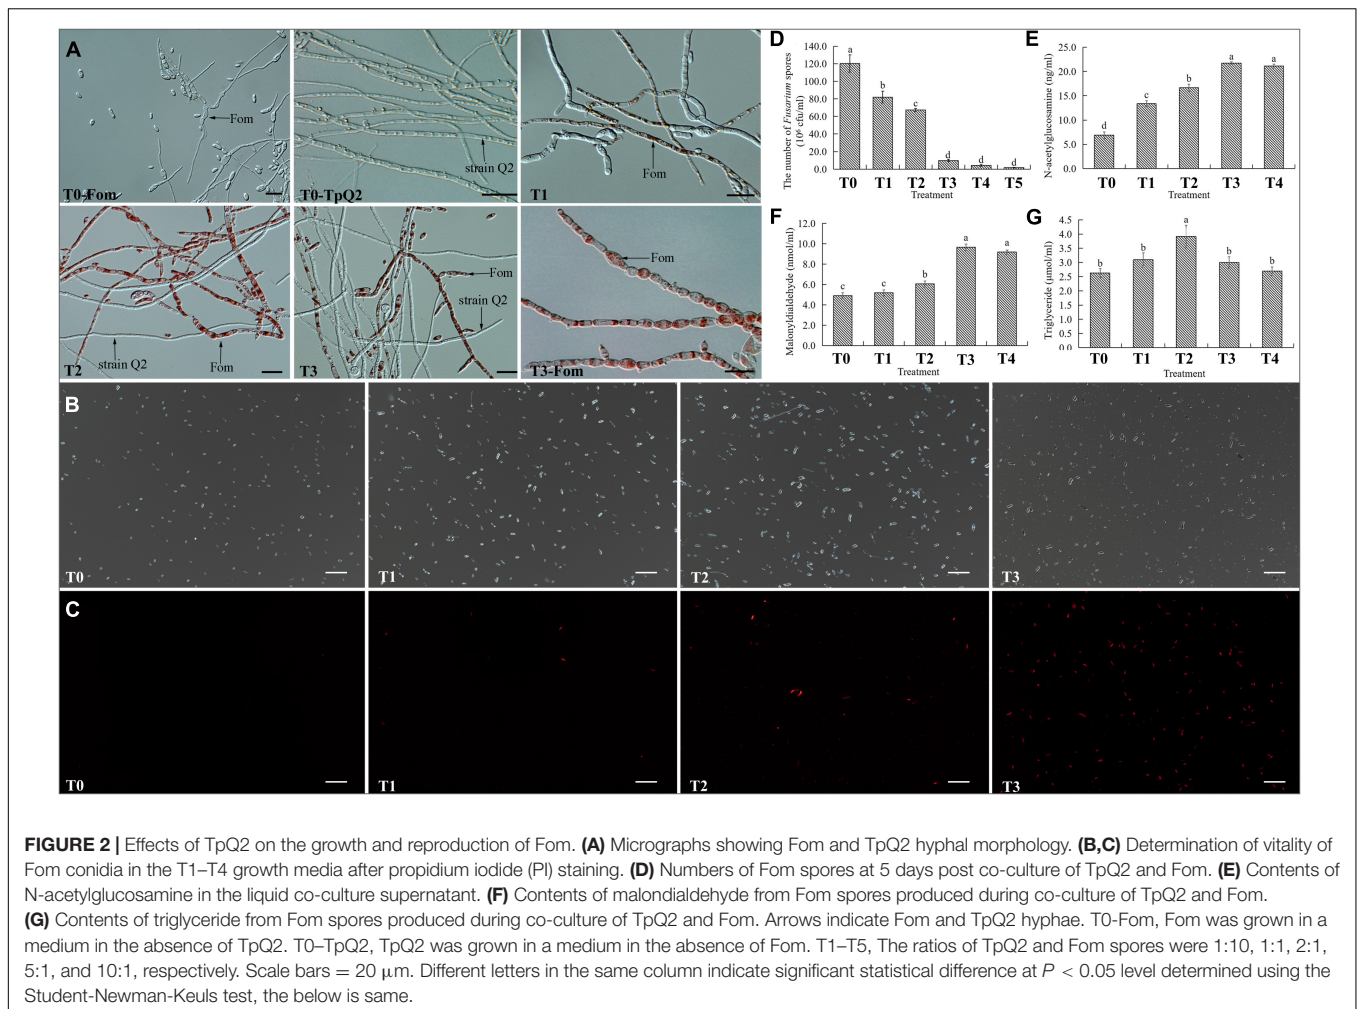 A
Fom
T0-Fom
strain Q2
T0-TpQ2
Fom
T1
strain Q2
Fom
T2
Fom
strain Q2
T3
Fom
T3-Fom
D
The number of Fusarium spores
(10⁶ cfu/ml)
140.0
120.0
100.0
80.0
60.0
40.0
20.0
0.0
a
b
c
d
d
d
T0 T1 T2 T3 T4 T5
Treatment
E
N-acetylglucosamine (ng/ml)
25.0
20.0
15.0
10.0
5.0
0.0
d
c
b
a
a
T0 T1 T2 T3 T4
Treatment
F
Malonyldialdehyde (nmol/ml)
12.0
10.0
8.0
6.0
4.0
2.0
0.0
c
c
b
a
a
T0 T1 T2 T3 T4
Treatment
G
Triglyceride (μmol/ml)
4.5
4.0
3.5
3.0
2.5
2.0
1.5
1.0
0.5
0.0
b
b
a
b
b
T0 T1 T2 T3 T4
Treatment
B
T0
T1
T2
T3
C
T0
T1
T2
T3
FIGURE 2 | Effects of TpQ2 on the growth and reproduction of Fom. (A) Micrographs showing Fom and TpQ2 hyphal morphology. (B,C) Determination of vitality of
Fom conidia in the T1–T4 growth media after propidium iodide (PI) staining. (D) Numbers of Fom spores at 5 days post co-culture of TpQ2 and Fom. (E) Contents of
N-acetylglucosamine in the liquid co-culture supernatant. (F) Contents of malondialdehyde from Fom spores produced during co-culture of TpQ2 and Fom.
(G) Contents of triglyceride from Fom spores produced during co-culture of TpQ2 and Fom. Arrows indicate Fom and TpQ2 hyphae. T0-Fom, Fom was grown in a
medium in the absence of TpQ2. T0–TpQ2, TpQ2 was grown in a medium in the absence of Fom. T1–T5, The ratios of TpQ2 and Fom spores were 1:10, 1:1, 2:1,
5:1, and 10:1, respectively. Scale bars = 20 μm. Different letters in the same column indicate significant statistical difference at P < 0.05 level determined using the
Student-Newman-Keuls test, the below is same.